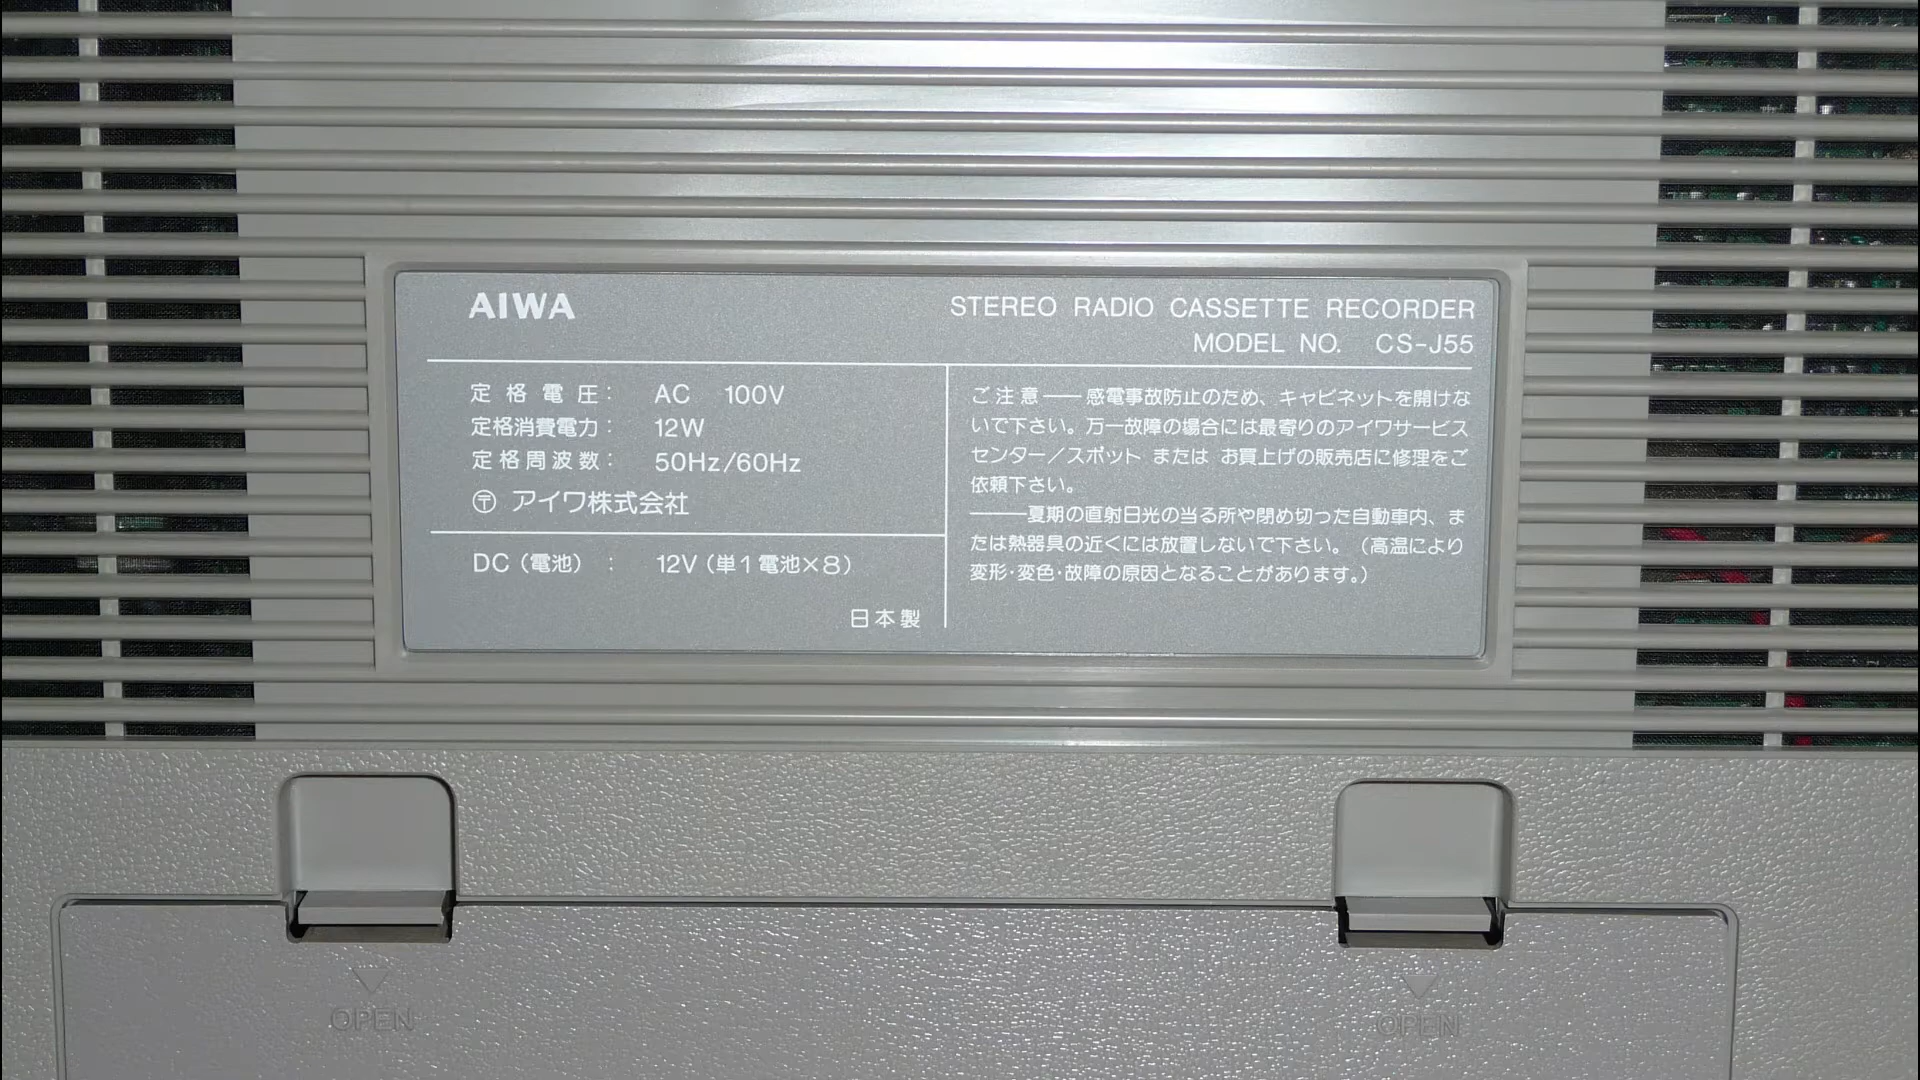 AIWA
STEREO RADIO CASSETTE RECORDER
MODEL NO. CS-J55
定格電圧: AC 100V
定格消費電力: 12W
定格周波数: 50Hz/60Hz
〶 アイワ株式会社
DC(電池) : 12V(単1電池×8)
日本製
ご注意——感電事故防止のため、キャビネットを開けな
いで下さい。万一故障の場合には最寄りのアイワサービス
センター/スポット または お買上げの販売店に修理をご
依頼下さい。
——夏期の直射日光の当る所や閉め切った自動車内、ま
たは熱器具の近くには放置しないで下さい。(高温により
変形・変色・故障の原因となることがあります。)
OPEN
OPEN